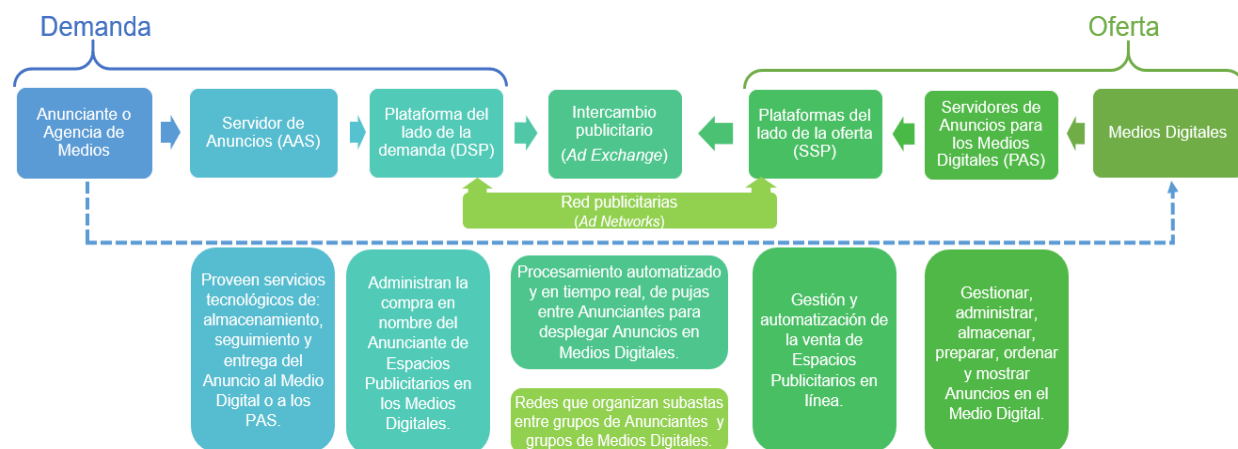 Demanda
Oferta
Anunciante o
Agencia de
Medios
Servidor de
Anuncios (AAS)
Plataforma del
lado de la
demanda (DSP)
Intercambio
publicitario
(Ad Exchange)
Plataformas del
lado de la oferta
(SSP)
Servidores de
Anuncios para
los Medios
Digitales (PAS)
Medios Digitales
Red publicitarias
(Ad Networks)
Proveen servicios
tecnológicos de:
almacenamiento,
seguimiento y
entrega del
Anuncio al Medio
Digital o a los
PAS.
Administran la
compra en
nombre del
Anunciante de
Espacios
Publicitarios en
los Medios
Digitales.
Procesamiento automatizado
y en tiempo real, de pujas
entre Anunciantes para
desplegar Anuncios en
Medios Digitales.
Redes que organizan subastas
entre grupos de Anunciantes y
grupos de Medios Digitales.
Gestión y
automatización de
la venta de
Espacios
Publicitarios en
línea.
Gestionar,
administrar,
almacenar,
preparar, ordenar
y mostrar
Anuncios en el
Medio Digital.